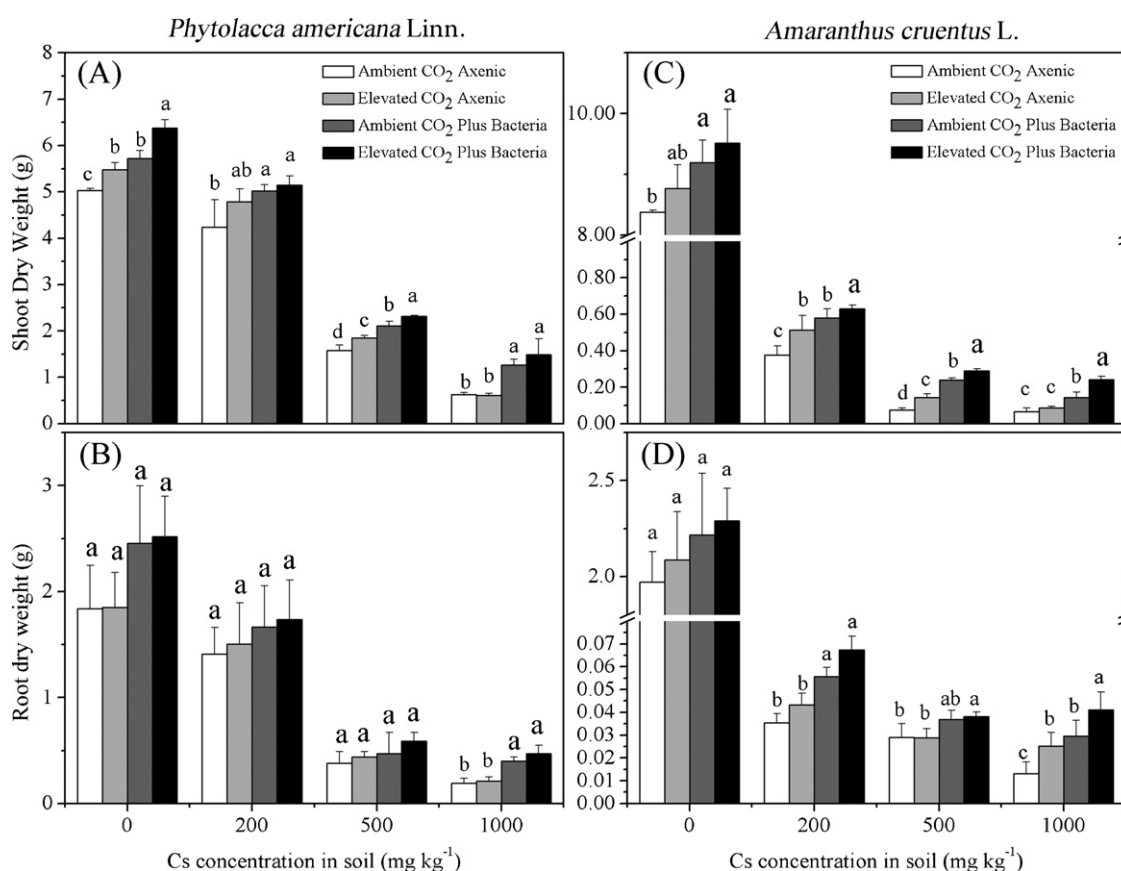 Phytolacca americana Linn.
Amaranthus cruentus L.
(A)
Ambient CO2 Axenic
Elevated CO2 Axenic
Ambient CO2 Plus Bacteria
Elevated CO2 Plus Bacteria
Shoot Dry Weight (g)
8
7
6
5
4
3
2
1
0
c b b a
b ab a a
d c b a
b b a a
(C)
Ambient CO2 Axenic
Elevated CO2 Axenic
Ambient CO2 Plus Bacteria
Elevated CO2 Plus Bacteria
10.00
8.00
0.60
0.40
0.20
0.00
b ab a a
c b b a
d c b a
c c b a
(B)
Root dry weight (g)
3
2
1
0
a a a a
a a a a
a a a a
b b a a
0 200 500 1000
Cs concentration in soil (mg kg-1)
(D)
2.5
2.0
0.07
0.06
0.05
0.04
0.03
0.02
0.01
0.00
a a a a
b b a a
b b ab a
c b b a
0 200 500 1000
Cs concentration in soil (mg kg-1)